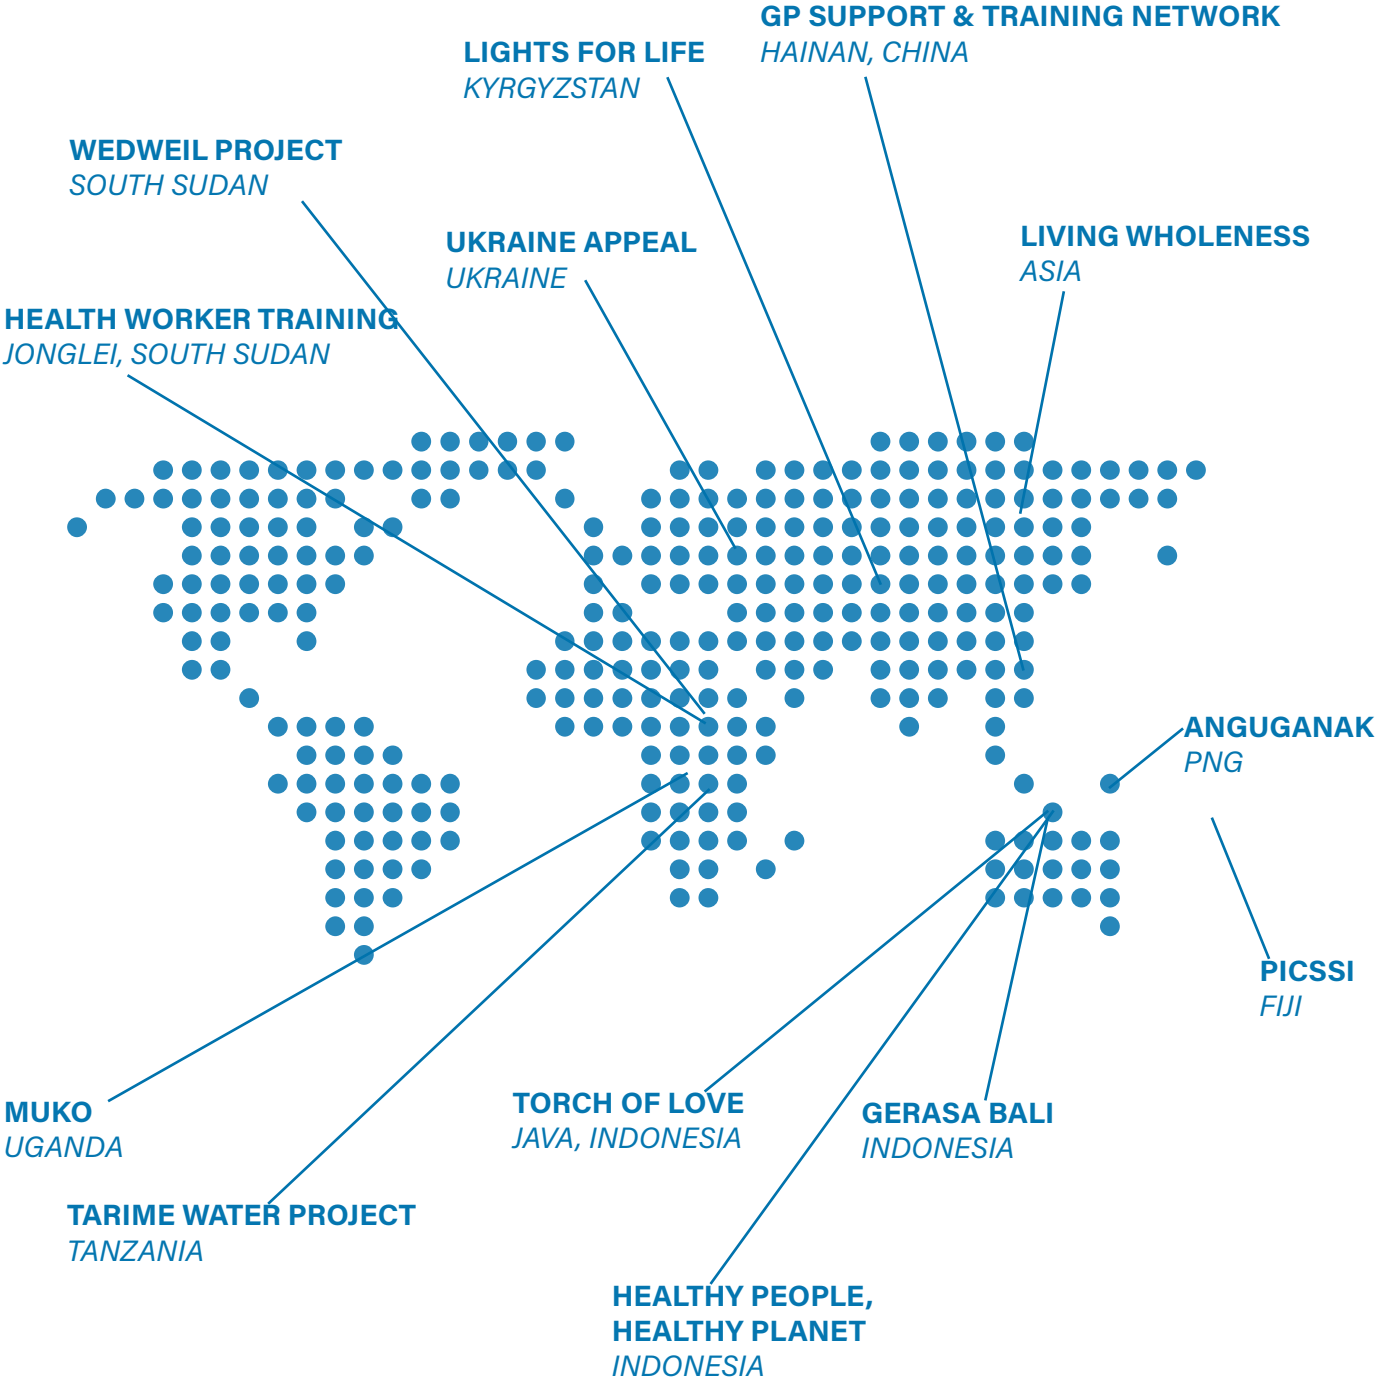 GP SUPPORT & TRAINING NETWORK
HAINAN, CHINA
LIGHTS FOR LIFE
KYRGYZSTAN
WEDWEIL PROJECT
SOUTH SUDAN
UKRAINE APPEAL
UKRAINE
LIVING WHOLENESS
ASIA
HEALTH WORKER TRAINING
JONGLEI, SOUTH SUDAN
ANGUGANAK
PNG
PICSSI
FIJI
MUKO
UGANDA
TORCH OF LOVE
JAVA, INDONESIA
GERASA BALI
INDONESIA
TARIME WATER PROJECT
TANZANIA
HEALTHY PEOPLE,
HEALTHY PLANET
INDONESIA